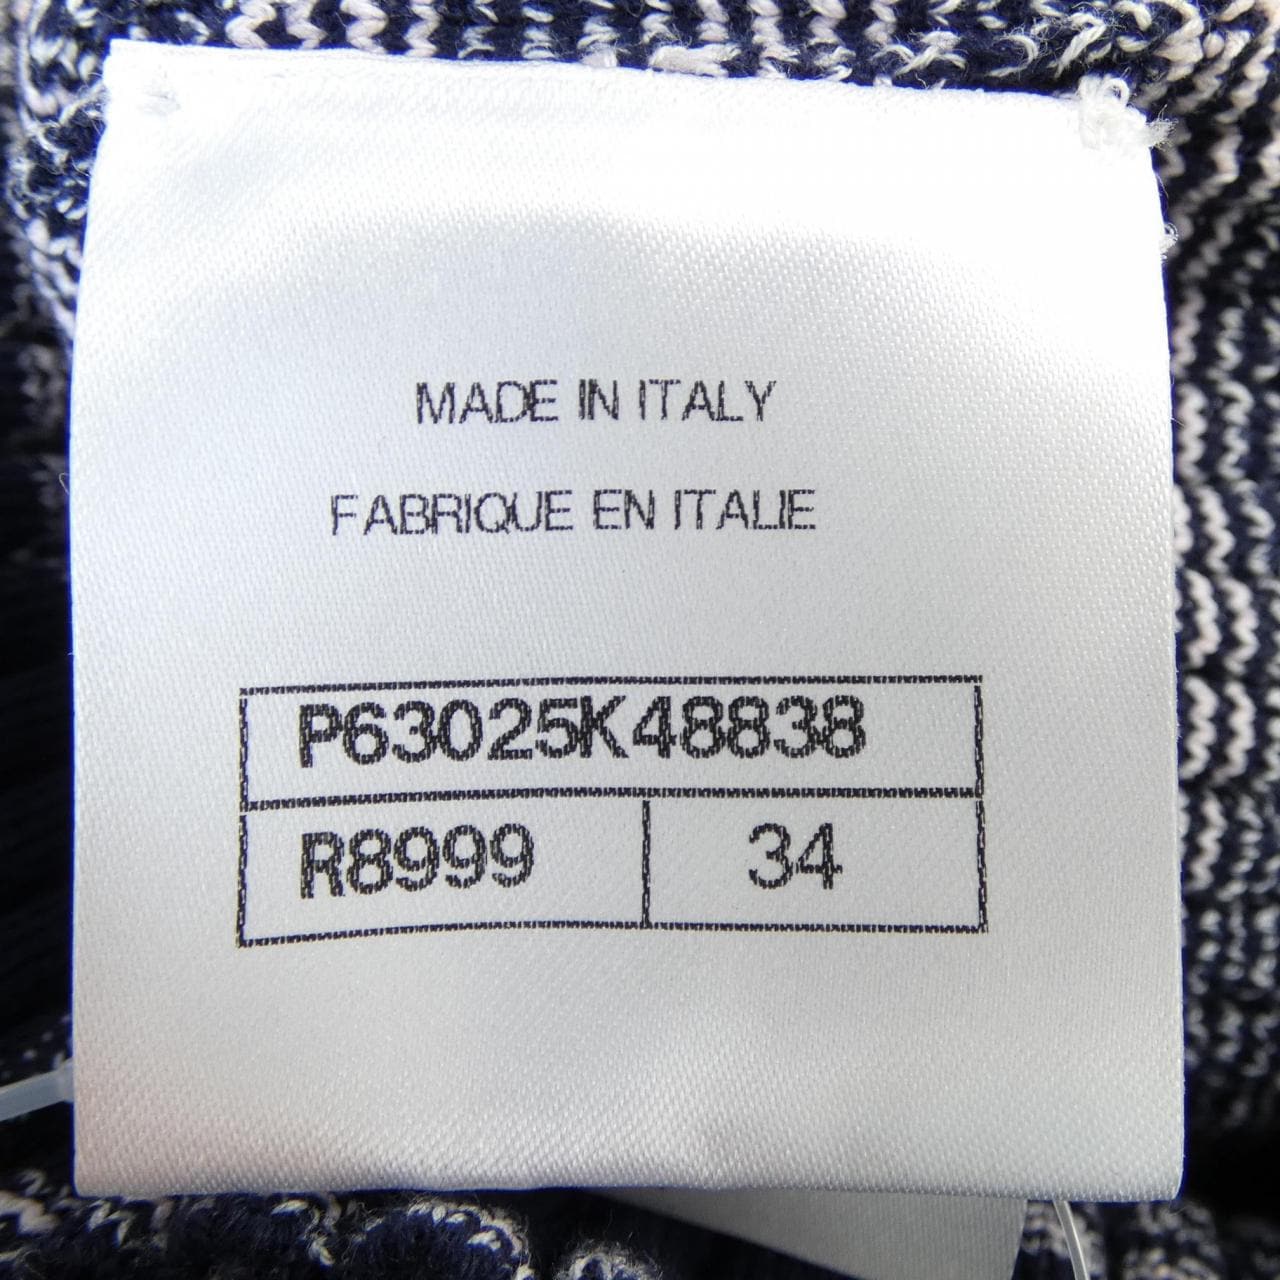 MADE IN ITALY
FABRIQUE EN ITALIE
P63025K48838
R8999 34